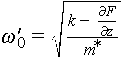 ω′₀ = √((k − ∂F/∂z)/m*)